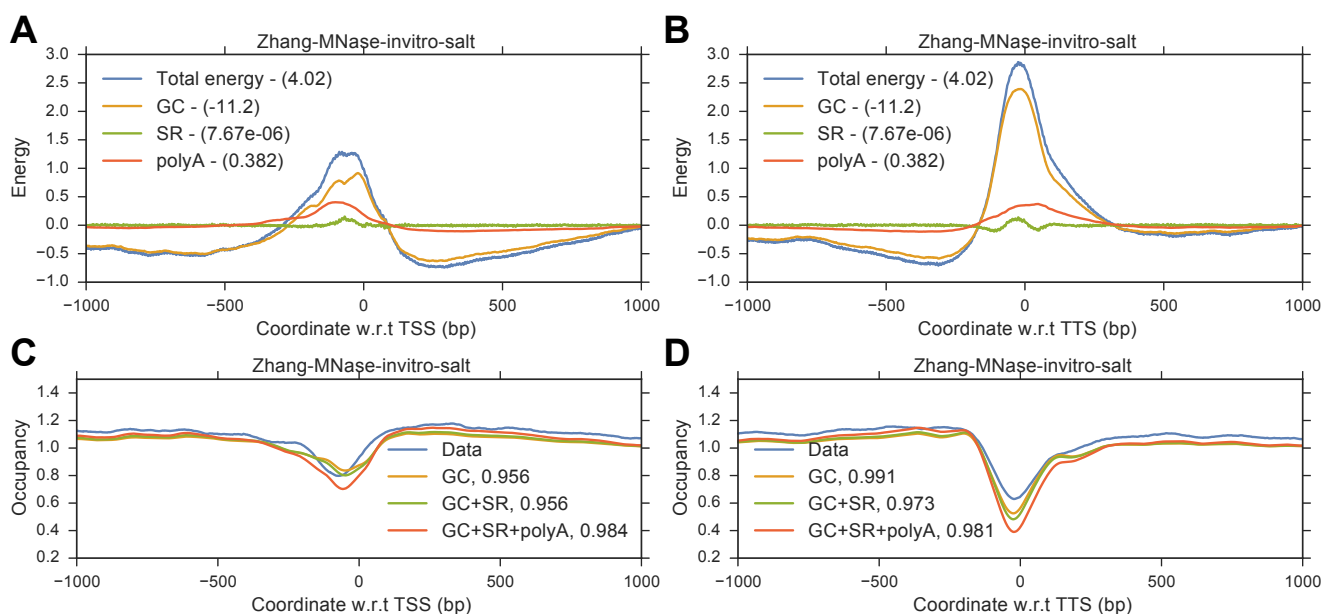 A
Zhang-MNase-invitro-salt
3.0
2.5
2.0
1.5
1.0
0.5
0.0
−0.5
−1.0
Energy
Total energy - (4.02)
GC - (-11.2)
SR - (7.67e-06)
polyA - (0.382)
−1000 −500 0 500 1000
Coordinate w.r.t TSS (bp)
B
Zhang-MNase-invitro-salt
3.0
2.5
2.0
1.5
1.0
0.5
0.0
−0.5
−1.0
Energy
Total energy - (4.02)
GC - (-11.2)
SR - (7.67e-06)
polyA - (0.382)
−1000 −500 0 500 1000
Coordinate w.r.t TTS (bp)
C
Zhang-MNase-invitro-salt
1.4
1.2
1.0
0.8
0.6
0.4
0.2
Occupancy
Data
GC, 0.956
GC+SR, 0.956
GC+SR+polyA, 0.984
−1000 −500 0 500 1000
Coordinate w.r.t TSS (bp)
D
Zhang-MNase-invitro-salt
1.4
1.2
1.0
0.8
0.6
0.4
0.2
Occupancy
Data
GC, 0.991
GC+SR, 0.973
GC+SR+polyA, 0.981
−1000 −500 0 500 1000
Coordinate w.r.t TTS (bp)